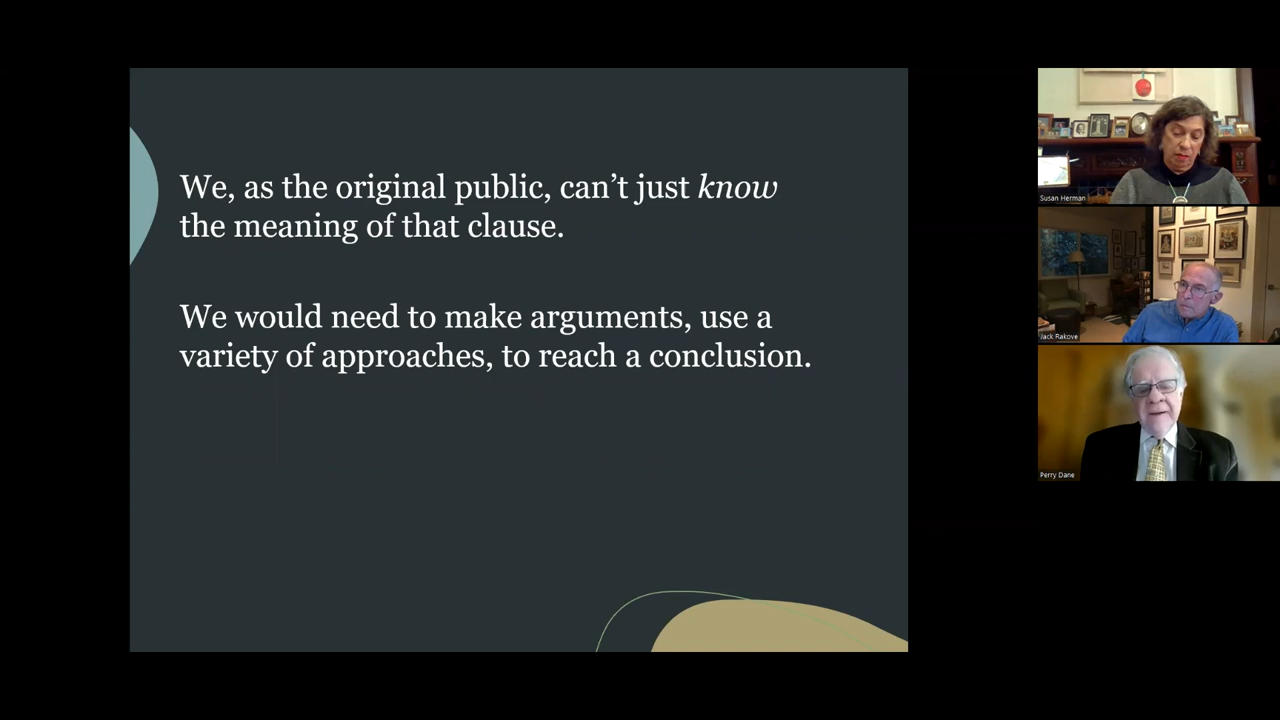 We, as the original public, can’t just know
the meaning of that clause.
We would need to make arguments, use a
variety of approaches, to reach a conclusion.
Susan Herman
Jack Rakove
Perry Dane